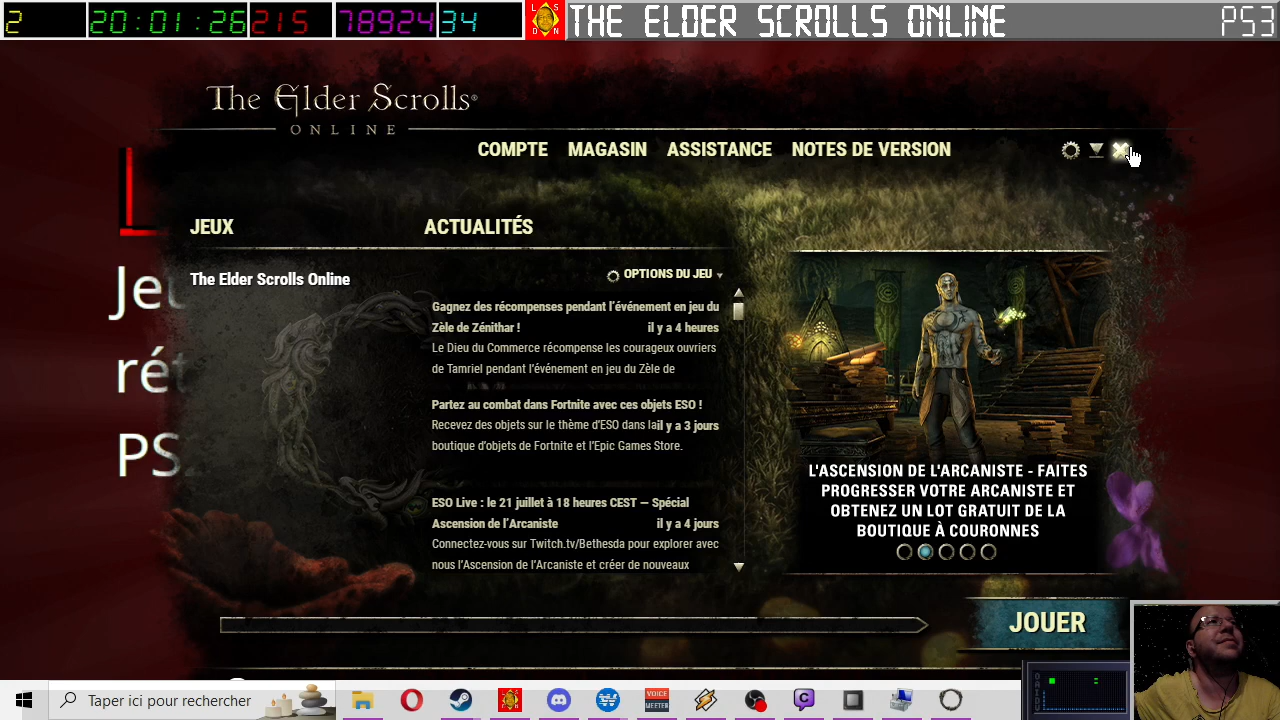 2 20:01:26 215 78924 34 LS ON THE ELDER SCROLLS ONLINE PS3
The Elder Scrolls®
ONLINE
COMPTE MAGASIN ASSISTANCE NOTES DE VERSION
JEUX ACTUALITÉS
The Elder Scrolls Online
OPTIONS DU JEU
Gagnez des récompenses pendant l'événement en jeu du
Zèle de Zénithar ! il y a 4 heures
Le Dieu du Commerce récompense les courageux ouvriers
de Tamriel pendant l'événement en jeu du Zèle de
Partez au combat dans Fortnite avec ces objets ESO !
Recevez des objets sur le thème d'ESO dans la il y a 3 jours
boutique d'objets de Fortnite et l'Epic Games Store.
ESO Live : le 21 juillet à 18 heures CEST — Spécial
Ascension de l'Arcaniste il y a 4 jours
Connectez-vous sur Twitch.tv/Bethesda pour explorer avec
nous l'Ascension de l'Arcaniste et créer de nouveaux
L'ASCENSION DE L'ARCANISTE - FAITES
PROGRESSER VOTRE ARCANISTE ET
OBTENEZ UN LOT GRATUIT DE LA
BOUTIQUE À COURONNES
Jeu
rét
PS
JOUER
Taper ici pour rechercher
VOICE
MEETER